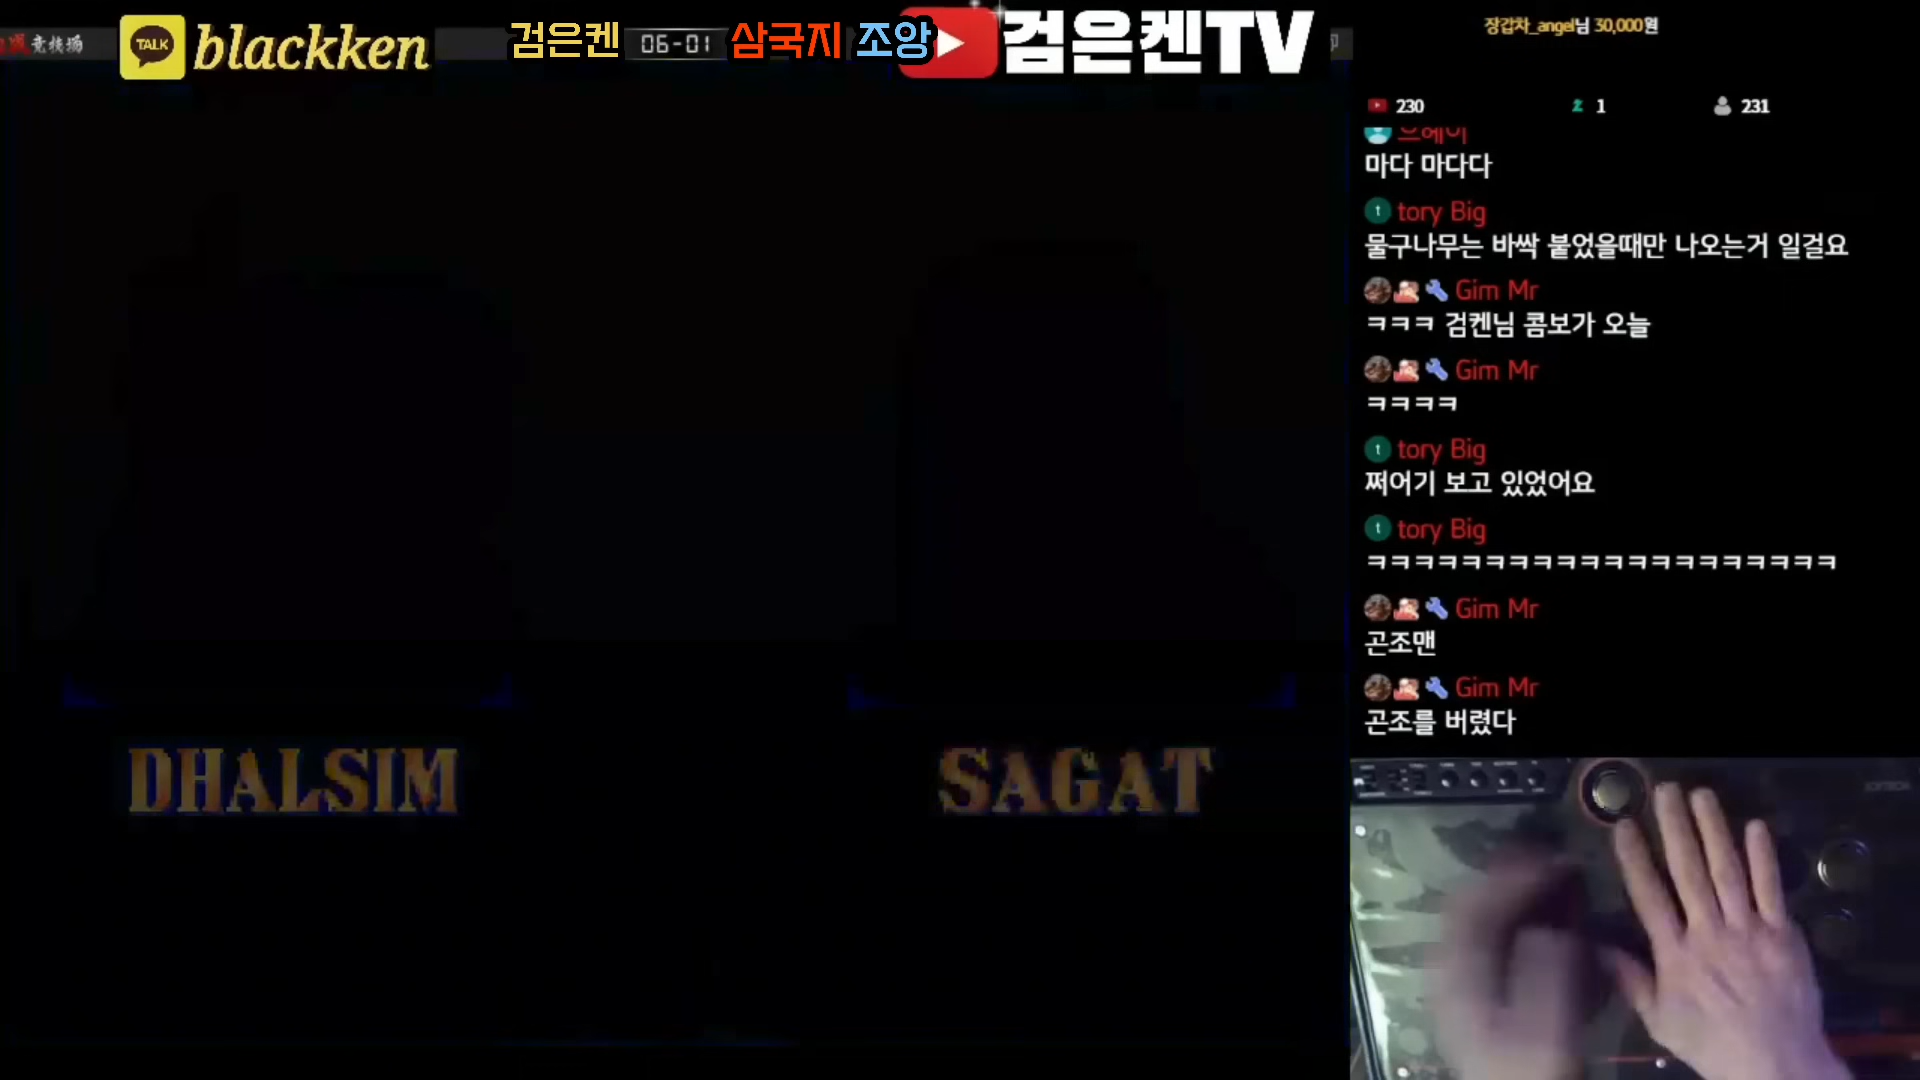 竞技场
TALK
blackken
검은켄 06-01 삼국지 조앙
검은켄TV
장갑차_angel님 30,000원
230 1 231
마다 마다다
t tory Big
물구나무는 바싹 붙었을때만 나오는거 일걸요
Gim Mr
ㅋㅋㅋ 검켄님 콤보가 오늘
Gim Mr
ㅋㅋㅋㅋ
t tory Big
쩌어기 보고 있었어요
t tory Big
ㅋㅋㅋㅋㅋㅋㅋㅋㅋㅋㅋㅋㅋㅋㅋㅋㅋㅋㅋㅋ
Gim Mr
곤조맨
Gim Mr
곤조를 버렸다
DHALSIM
SAGAT